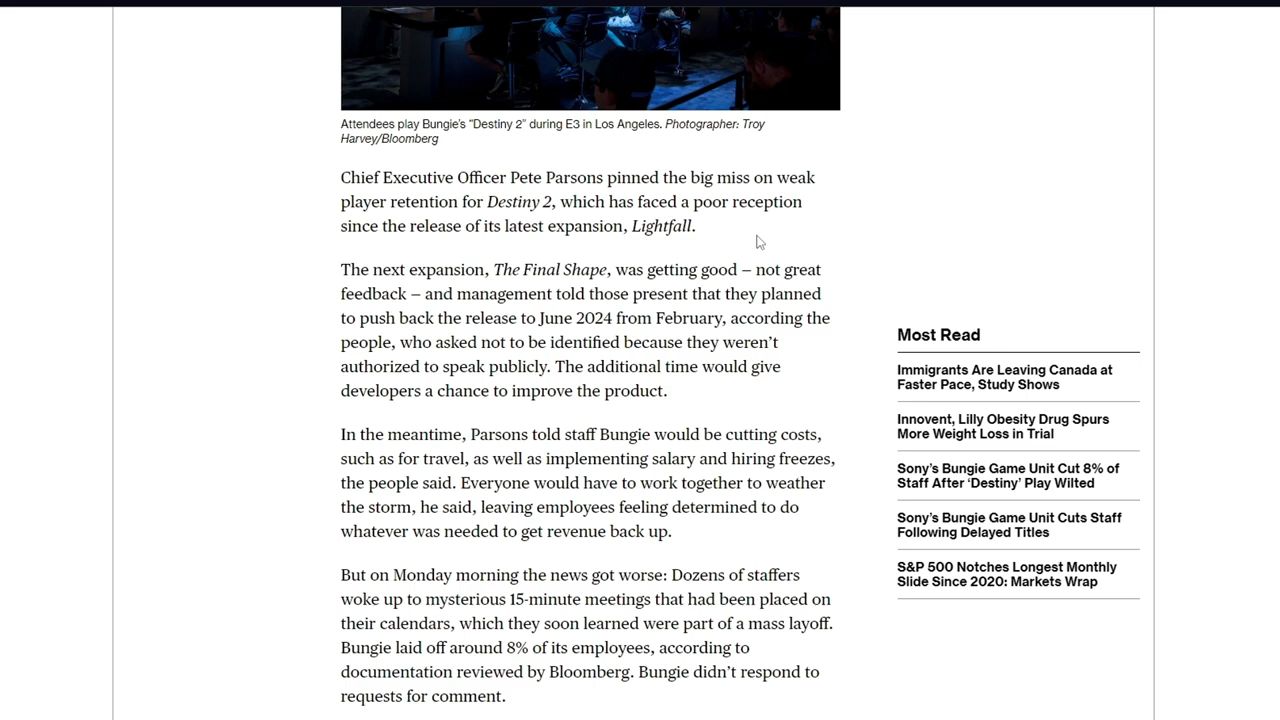 Attendees play Bungie's “Destiny 2” during E3 in Los Angeles. Photographer: Troy
Harvey/Bloomberg
Chief Executive Officer Pete Parsons pinned the big miss on weak
player retention for Destiny 2, which has faced a poor reception
since the release of its latest expansion, Lightfall.
The next expansion, The Final Shape, was getting good – not great
feedback – and management told those present that they planned
to push back the release to June 2024 from February, according the
people, who asked not to be identified because they weren’t
authorized to speak publicly. The additional time would give
developers a chance to improve the product.
In the meantime, Parsons told staff Bungie would be cutting costs,
such as for travel, as well as implementing salary and hiring freezes,
the people said. Everyone would have to work together to weather
the storm, he said, leaving employees feeling determined to do
whatever was needed to get revenue back up.
But on Monday morning the news got worse: Dozens of staffers
woke up to mysterious 15-minute meetings that had been placed on
their calendars, which they soon learned were part of a mass layoff.
Bungie laid off around 8% of its employees, according to
documentation reviewed by Bloomberg. Bungie didn’t respond to
requests for comment.
Most Read
Immigrants Are Leaving Canada at
Faster Pace, Study Shows
Innovent, Lilly Obesity Drug Spurs
More Weight Loss in Trial
Sony’s Bungie Game Unit Cut 8% of
Staff After ‘Destiny’ Play Wilted
Sony’s Bungie Game Unit Cuts Staff
Following Delayed Titles
S&P 500 Notches Longest Monthly
Slide Since 2020: Markets Wrap